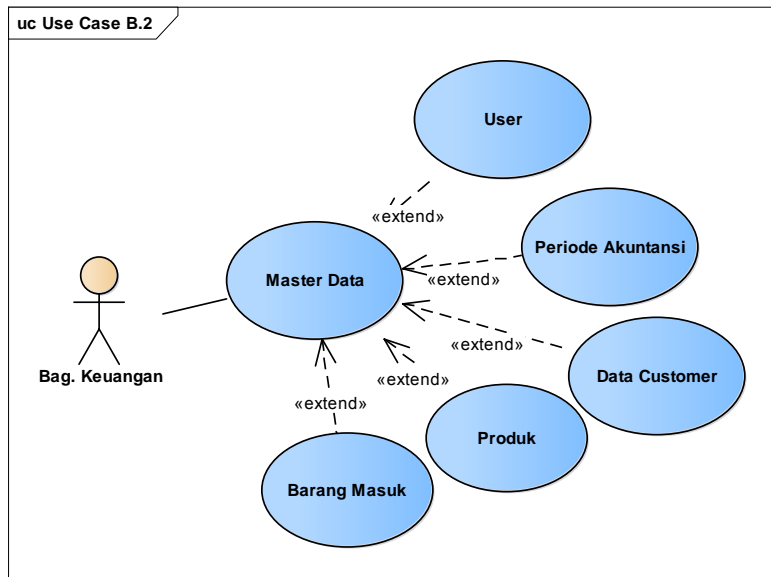 uc Use Case B.2
User
«extend»
Periode Akuntansi
Master Data
«extend»
«extend»
Data Customer
Bag. Keuangan
«extend»
Produk
«extend»
Barang Masuk